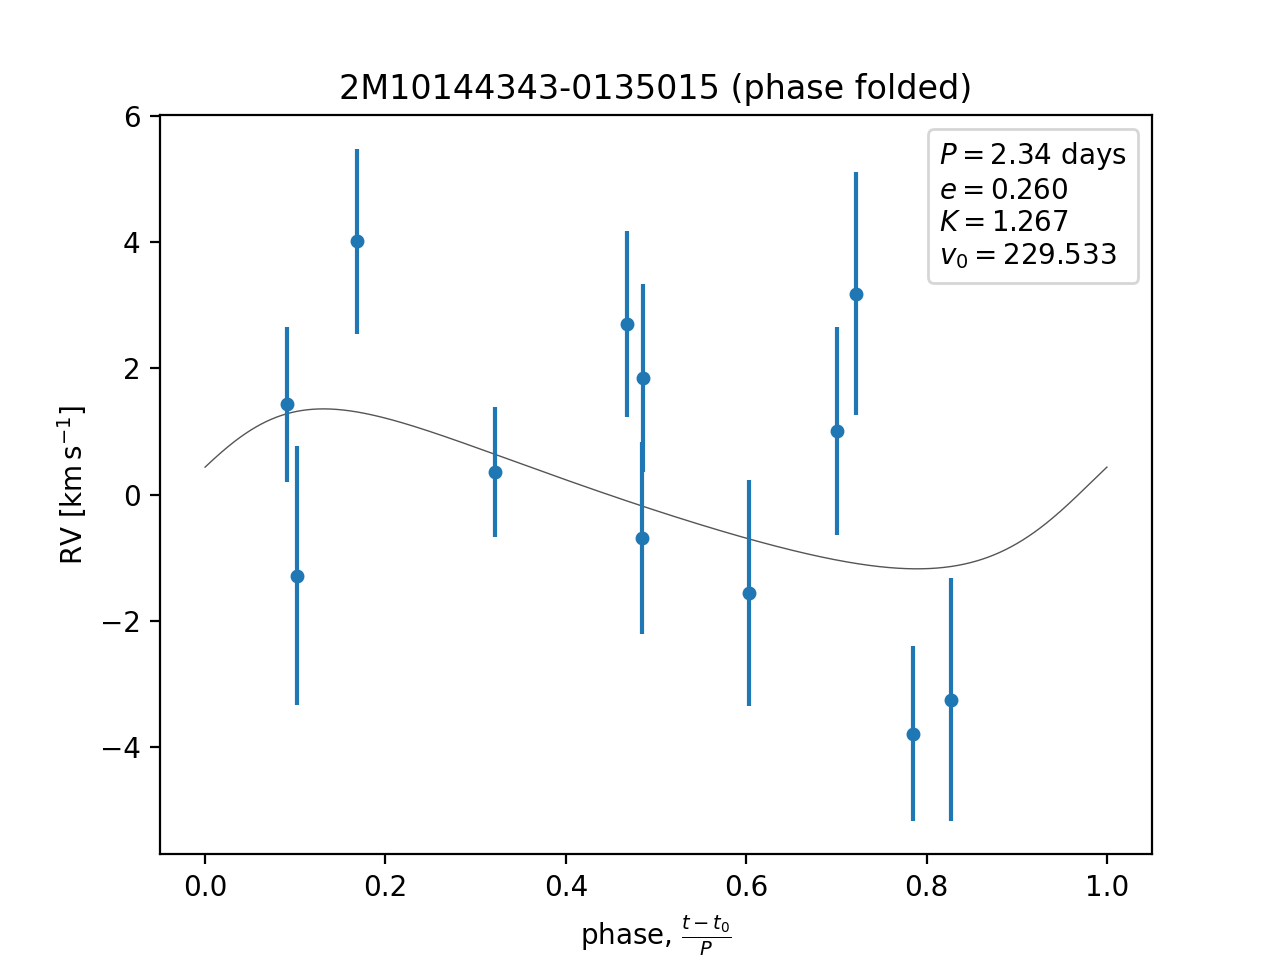 2M10144343-0135015 (phase folded)
P = 2.34 days
e = 0.260
K = 1.267
v₀ = 229.533
6
4
2
0
−2
−4
RV [km s⁻¹]
0.0 0.2 0.4 0.6 0.8 1.0
phase, (t − t₀)/P